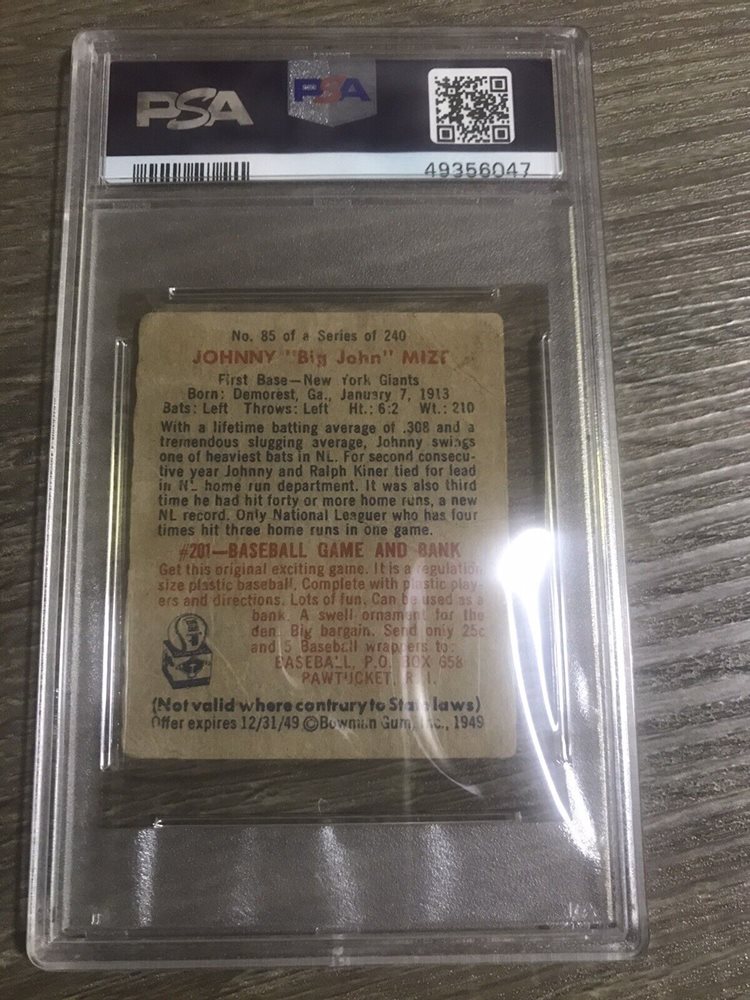 PSA PSA
49356047
No. 85 of a Series of 240
JOHNNY "Big John" MIZE
First Base—New York Giants
Born: Demorest, Ga., January 7, 1913
Bats: Left Throws: Left Ht.: 6:2 Wt.: 210
With a lifetime batting average of .308 and a
tremendous slugging average, Johnny swings
one of heaviest bats in NL. For second consecu-
tive year Johnny and Ralph Kiner tied for lead
in NL home run department. It was also third
time he had hit forty or more home runs, a new
NL record. Only National Leaguer who has four
times hit three home runs in one game.
#201—BASEBALL GAME AND BANK
Get this original exciting game. It is a regulation
size plastic baseball. Complete with plastic play-
ers and directions. Lots of fun. Can be used as a
bank. A swell ornament for the
den. Big bargain. Send only 25c
and 5 Baseball wrappers to:
BASEBALL, P.O. BOX 658
PAWTUCKET, R. I.
(Not valid where contrury to State laws)
Offer expires 12/31/49 ©Bowman Gum, Inc., 1949